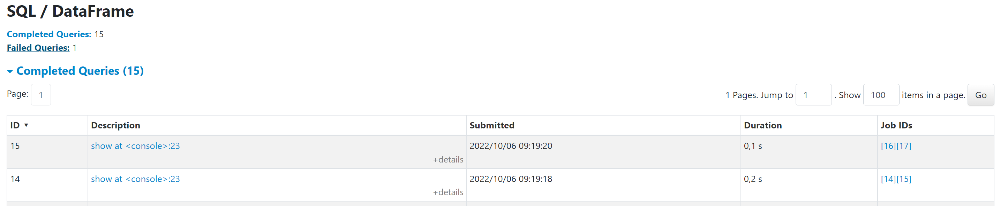 SQL / DataFrame
Completed Queries: 15
Failed Queries: 1
Completed Queries (15)
Page: 1 1 Pages. Jump to 1 . Show 100 items in a page. Go
ID ▼ Description Submitted Duration Job IDs
15 show at <console>:23 2022/10/06 09:19:20 0,1 s [16][17]
+details
14 show at <console>:23 2022/10/06 09:19:18 0,2 s [14][15]
+details